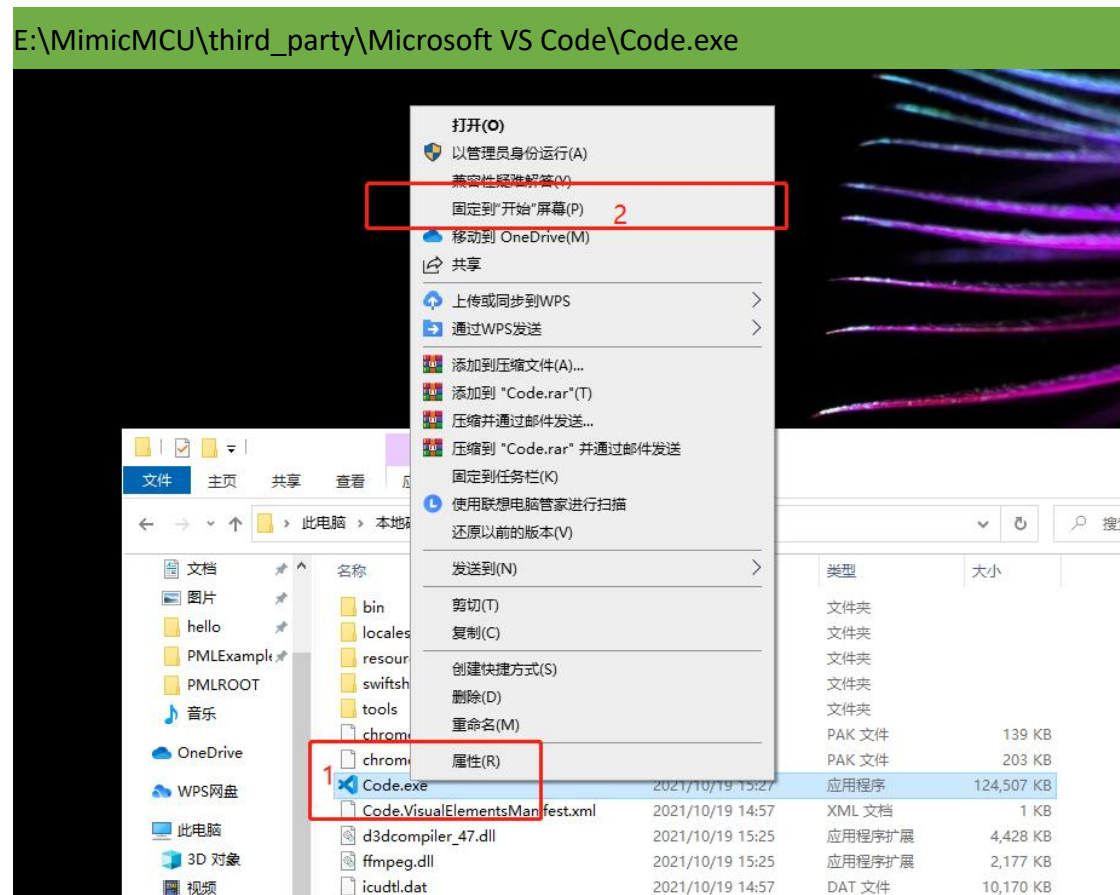 E:\MimicMCU\third_party\Microsoft VS Code\Code.exe
打开(O)
以管理员身份运行(A)
兼容性疑难解答(Y)
固定到"开始"屏幕(P)
2
移动到 OneDrive(M)
共享
上传或同步到WPS
通过WPS发送
添加到压缩文件(A)...
添加到 "Code.rar"(T)
压缩并通过邮件发送...
压缩到 "Code.rar" 并通过邮件发送
固定到任务栏(K)
使用联想电脑管家进行扫描
还原以前的版本(V)
发送到(N)
剪切(T)
复制(C)
创建快捷方式(S)
删除(D)
重命名(M)
属性(R)
文件 主页 共享 查看
此电脑 本地
名称 类型 大小
文档
图片
hello
PMLExample
PMLROOT
音乐
OneDrive
WPS网盘
此电脑
3D 对象
视频
bin 文件夹
locales 文件夹
resour 文件夹
swiftsh 文件夹
tools 文件夹
chrome PAK 文件 139 KB
chrome PAK 文件 203 KB
1
Code.exe 2021/10/19 15:27 应用程序 124,507 KB
Code.VisualElementsManifest.xml 2021/10/19 14:57 XML 文档 1 KB
d3dcompiler_47.dll 2021/10/19 15:25 应用程序扩展 4,428 KB
ffmpeg.dll 2021/10/19 15:25 应用程序扩展 2,177 KB
icudtl.dat 2021/10/19 14:57 DAT 文件 10,170 KB